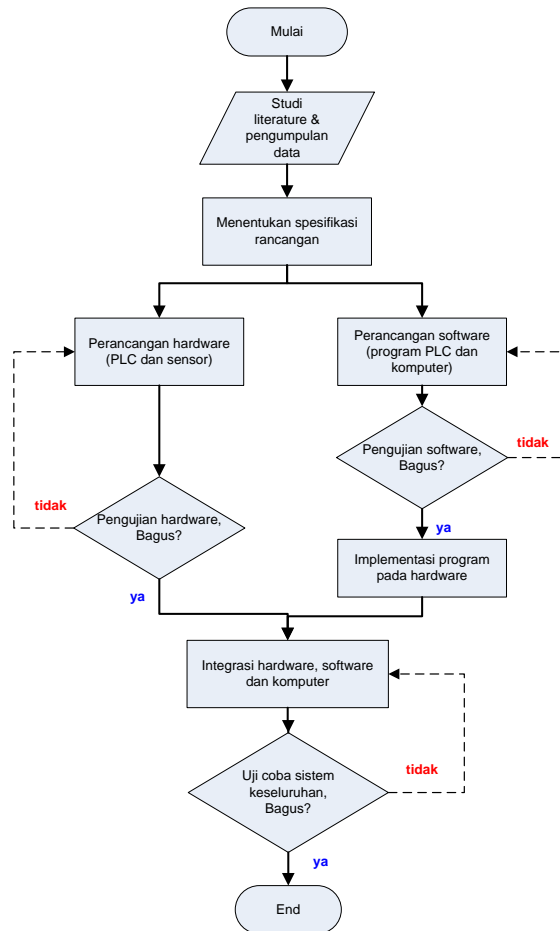 Mulai
Studi
literature &
pengumpulan
data
Menentukan spesifikasi
rancangan
Perancangan hardware
(PLC dan sensor)
Perancangan software
(program PLC dan
komputer)
Pengujian software,
Bagus?
tidak
ya
tidak
Pengujian hardware,
Bagus?
ya
Implementasi program
pada hardware
Integrasi hardware, software
dan komputer
Uji coba sistem
keseluruhan,
Bagus?
tidak
ya
End